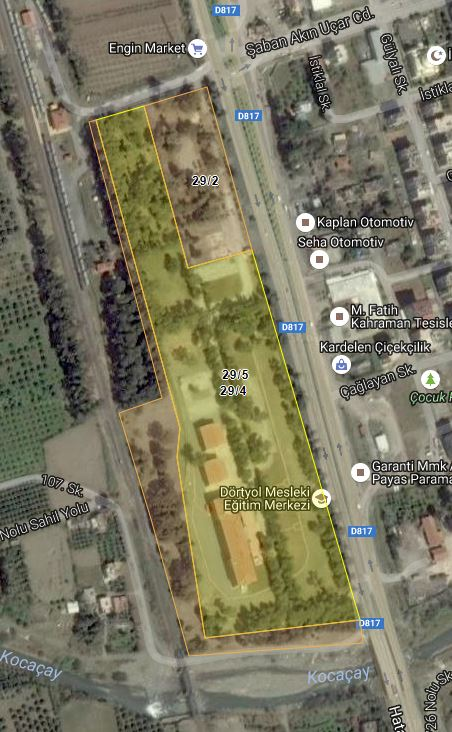 D817
Engin Market
Şaban Akın Uçar Cd.
İstiklal Sk.
Gülyalı Sk.
D817
29/2
Kaplan Otomotiv
Seha Otomotiv
M. Fatih
Kahraman Tesisle
D817
Kardelen Çiçekçilik
Çağlayan Sk.
Çocuk
29/5
29/4
Garanti Mmk
Payas Parama
107. Sk.
Nolu Sahil Yolu
Dörtyol Mesleki
Eğitim Merkezi
D817
D817
Kocaçay
Kocaçay
Hat
26 Nolu Sk.